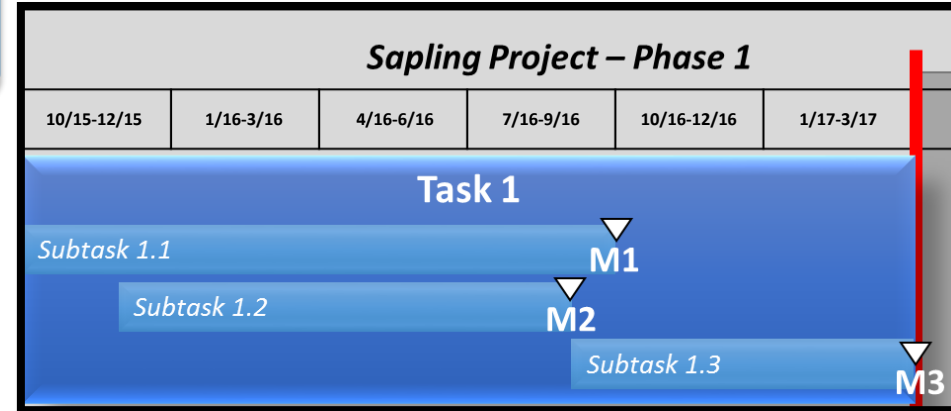 Sapling Project – Phase 1
10/15-12/15 1/16-3/16 4/16-6/16 7/16-9/16 10/16-12/16 1/17-3/17
Task 1
Subtask 1.1
M1
Subtask 1.2
M2
Subtask 1.3
M3